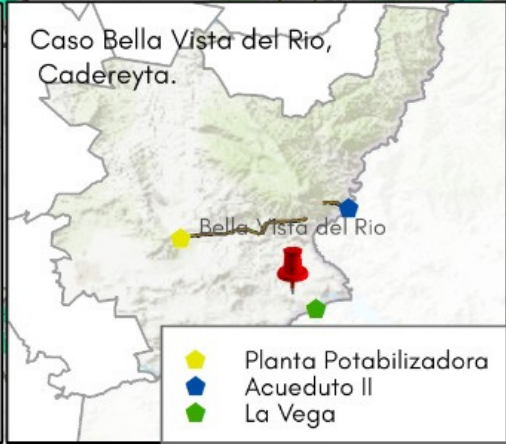 Caso Bella Vista del Rio,
Cadereyta.
Bella Vista del Rio
Planta Potabilizadora
Acueduto II
La Vega